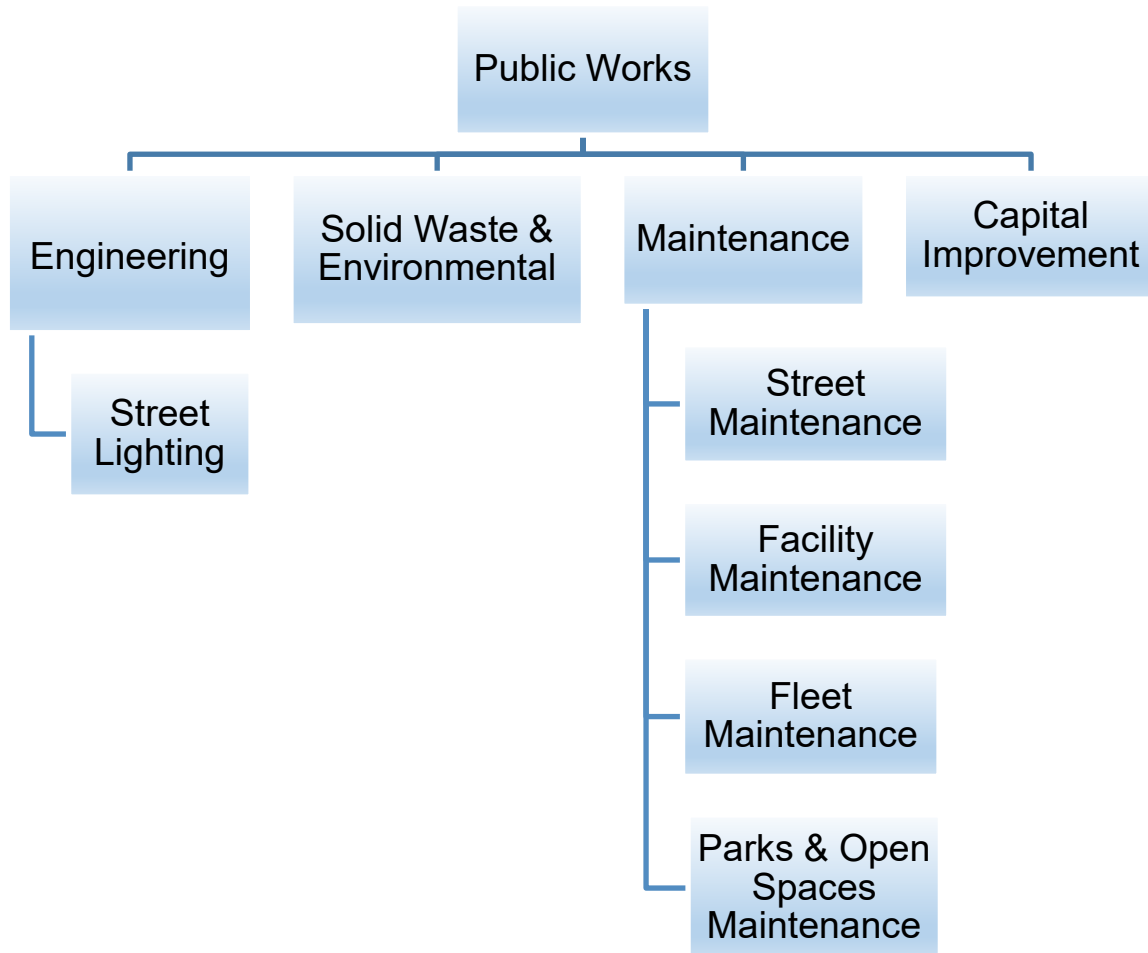 Public Works
Engineering
Solid Waste &
Environmental
Maintenance
Capital
Improvement
Street
Lighting
Street
Maintenance
Facility
Maintenance
Fleet
Maintenance
Parks & Open
Spaces
Maintenance